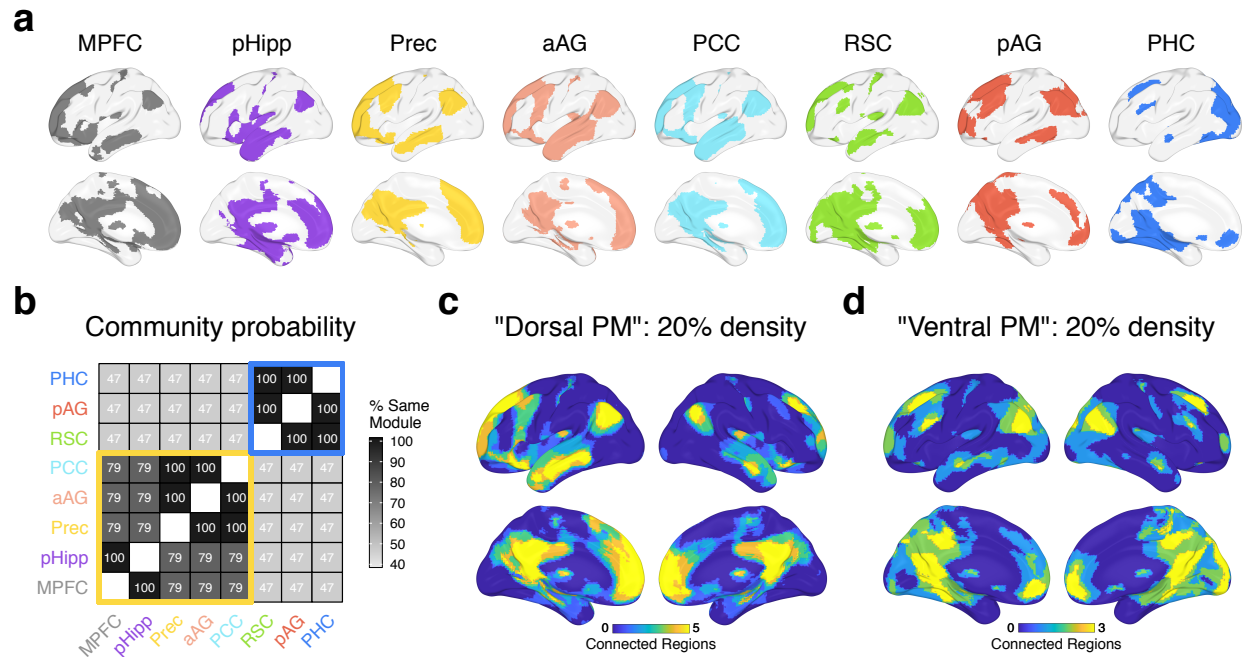 a
MPFC pHipp Prec aAG PCC RSC pAG PHC
b
Community probability
PHC 47 47 47 47 47 100 100
pAG 47 47 47 47 47 100 100
RSC 47 47 47 47 47 100 100
PCC 79 79 100 100 47 47 47
aAG 79 79 100 100 47 47 47
Prec 79 79 100 100 47 47 47
pHipp 100 79 79 79 47 47 47
MPFC 100 79 79 79 47 47 47
MPFC pHipp Prec aAG PCC RSC pAG PHC
% Same
Module
100
90
80
70
60
50
40
c
"Dorsal PM": 20% density
0 5
Connected Regions
d
"Ventral PM": 20% density
0 3
Connected Regions